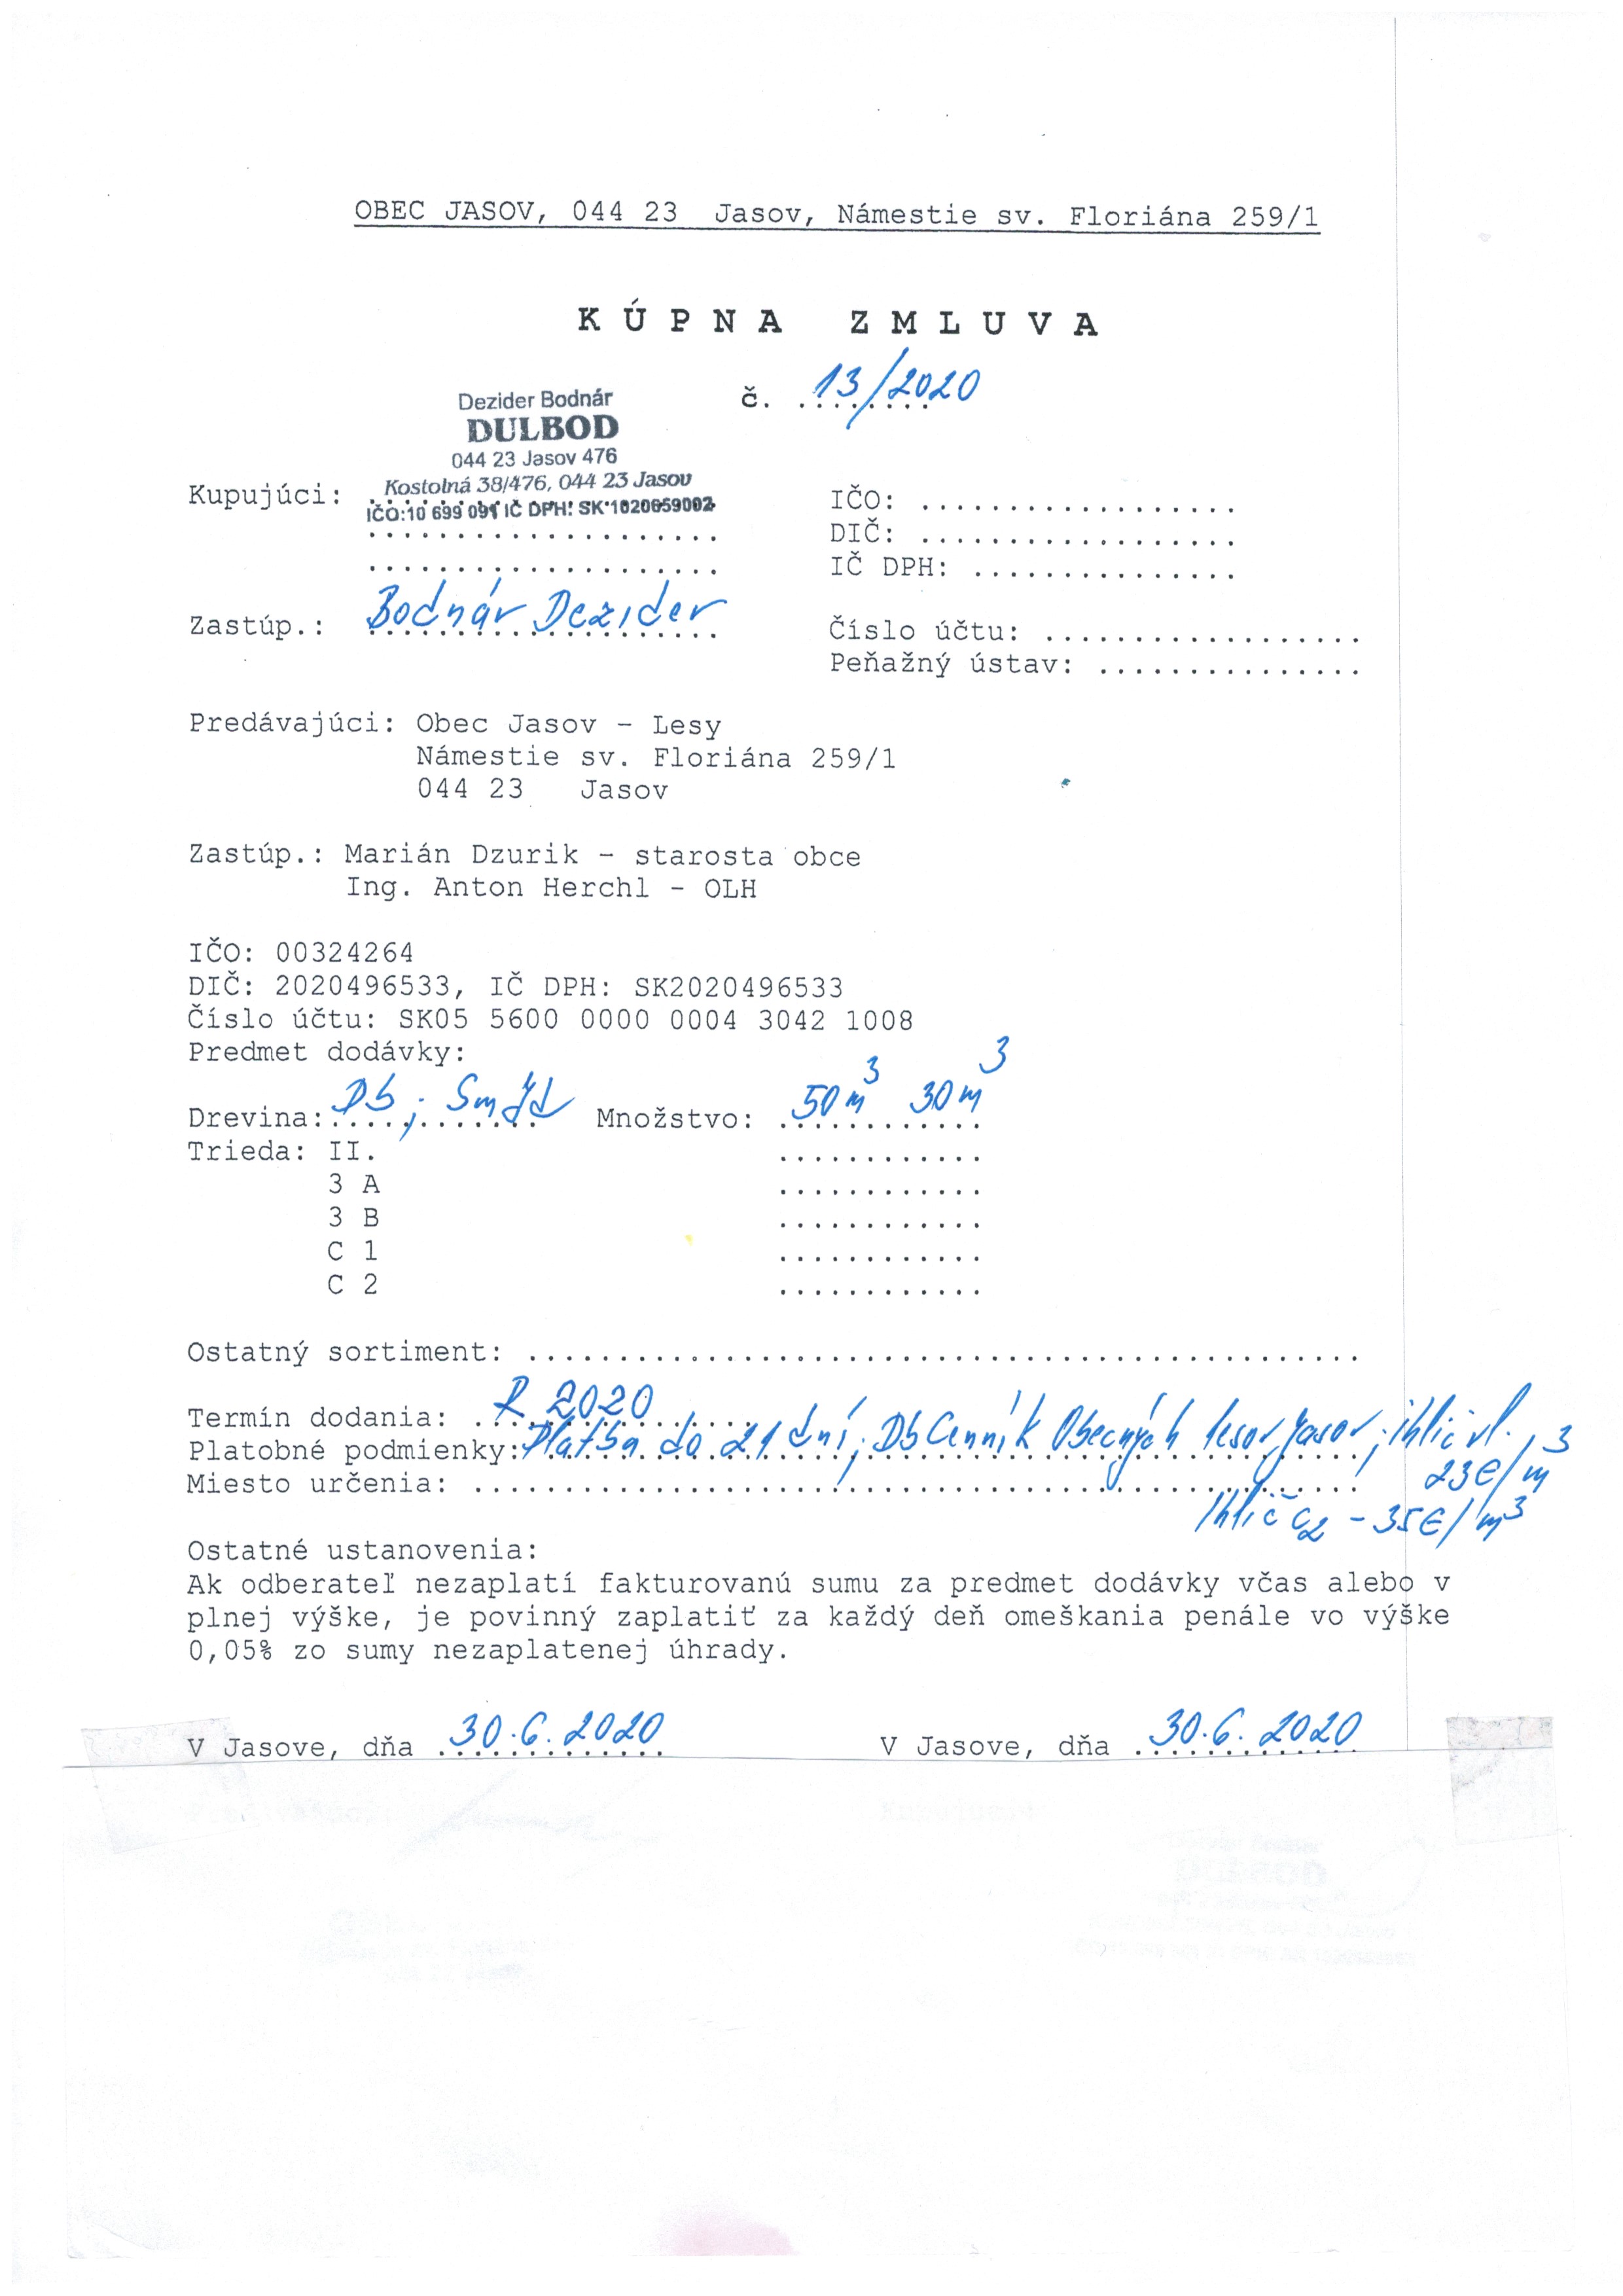 OBEC JASOV, 044 23 Jasov, Námestie sv. Floriána 259/1
KÚPNA ZMLUVA
č. 13/2020
Dezider Bodnár
DULBOD
044 23 Jasov 476
Kostolná 38/476, 044 23 Jasov
IČO:10 699 091 IČ DPH: SK 1020659002
Kupujúci: ....................
IČO: ..................
DIČ: ..................
IČ DPH: ...............
Zastúp.: Bodnár Dezider
Číslo účtu: ..................
Peňažný ústav: ...............
Predávajúci: Obec Jasov - Lesy
Námestie sv. Floriána 259/1
044 23 Jasov
Zastúp.: Marián Dzurik - starosta obce
Ing. Anton Herchl - OLH
IČO: 00324264
DIČ: 2020496533, IČ DPH: SK2020496533
Číslo účtu: SK05 5600 0000 0004 3042 1008
Predmet dodávky:
Drevina: Db; Sm Jd Množstvo: 50 m³ 30 m³
Trieda: II. ............
3 A ............
3 B ............
C 1 ............
C 2 ............
Ostatný sortiment: ................................................
Termín dodania: R 2020
Platobné podmienky: Platba do 21 dní; Db Cenník Obecných lesov Jasov; ihlič vl.
23€/m³
Miesto určenia: ...................................................
Ihlič C2 - 35€/m³
Ostatné ustanovenia:
Ak odberateľ nezaplatí fakturovanú sumu za predmet dodávky včas alebo v
plnej výške, je povinný zaplatiť za každý deň omeškania penále vo výške
0,05% zo sumy nezaplatenej úhrady.
V Jasove, dňa 30.6.2020 V Jasove, dňa 30.6.2020